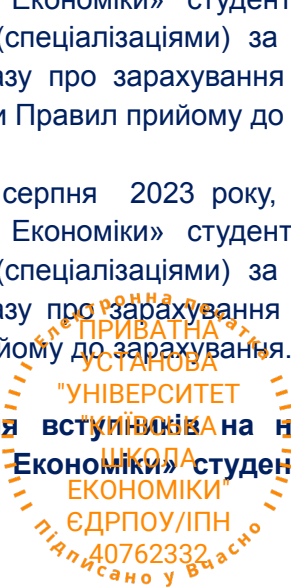 Економіки» студент
(спеціалізаціями) за
азу про зарахування
и Правил прийому до
серпня 2023 року,
Економіки» студент
(спеціалізаціями) за
азу про зарахування
йому до зарахування.
я вступників на н
Економіки» студен
Електронна печатка
ПРИВАТНА
УСТАНОВА
"УНІВЕРСИТЕТ
"КИЇВСЬКА
ШКОЛА
ЕКОНОМІКИ"
ЄДРПОУ/ІПН
40762332
Підписано у Вчасно